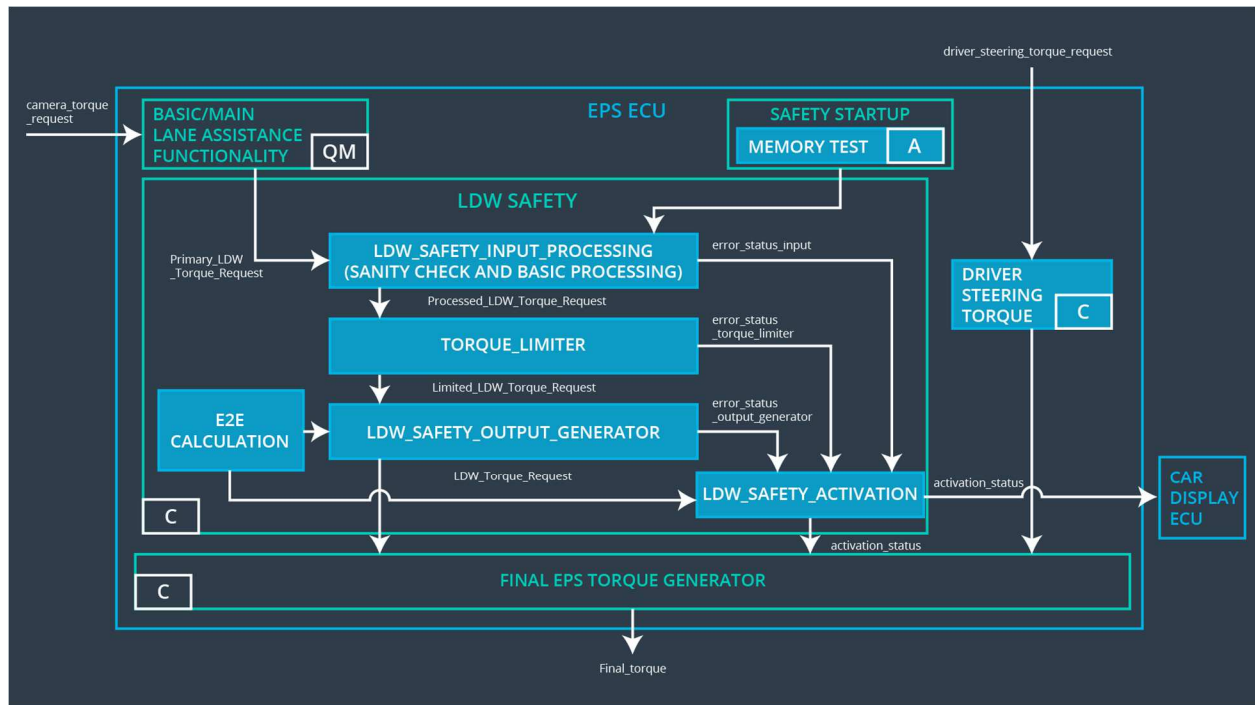 driver_steering_torque_request
camera_torque
_request
EPS ECU
BASIC/MAIN
LANE ASSISTANCE
FUNCTIONALITY
QM
SAFETY STARTUP
MEMORY TEST
A
LDW SAFETY
Primary_LDW
_Torque_Request
LDW_SAFETY_INPUT_PROCESSING
(SANITY CHECK AND BASIC PROCESSING)
error_status_input
Processed_LDW_Torque_Request
DRIVER
STEERING
TORQUE
C
TORQUE_LIMITER
error_status
_torque_limiter
Limited_LDW_Torque_Request
E2E
CALCULATION
LDW_SAFETY_OUTPUT_GENERATOR
error_status
_output_generator
LDW_Torque_Request
LDW_SAFETY_ACTIVATION
activation_status
CAR
DISPLAY
ECU
C
activation_status
FINAL EPS TORQUE GENERATOR
C
Final_torque